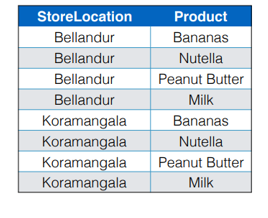 StoreLocation Product
Bellandur Bananas
Bellandur Nutella
Bellandur Peanut Butter
Bellandur Milk
Koramangala Bananas
Koramangala Nutella
Koramangala Peanut Butter
Koramangala Milk